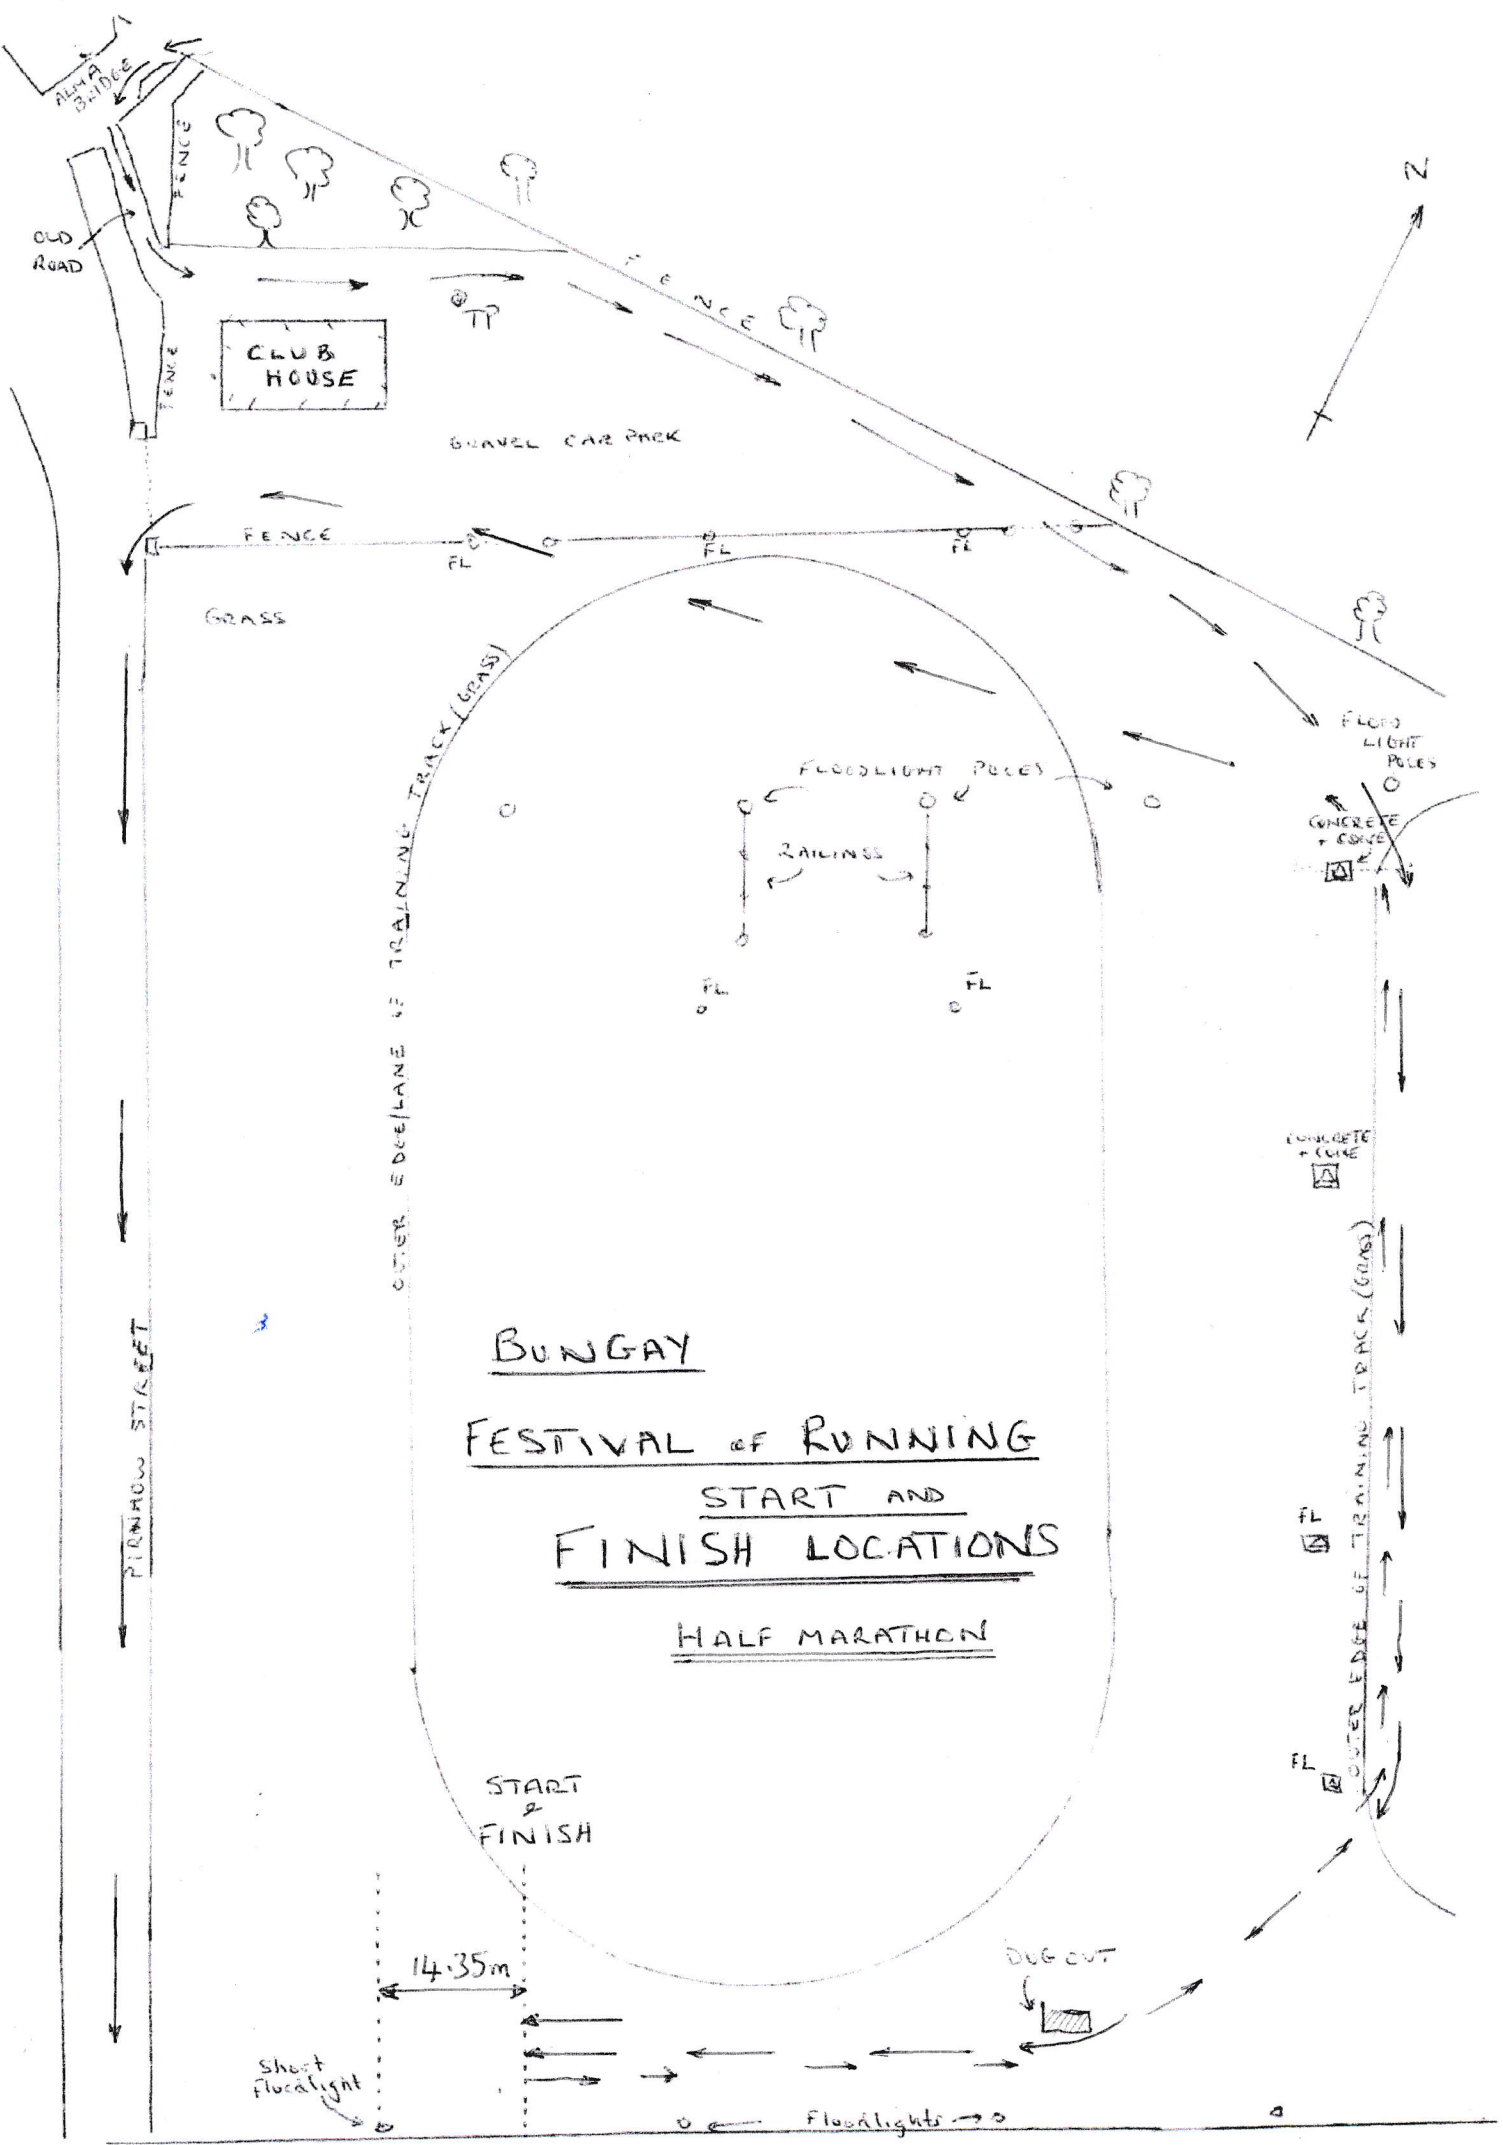 ALMA
BRIDGE
N
FENCE
OLD
ROAD
FENCE
TP
FENCE
CLUB
HOUSE
GRAVEL CAR PARK
FENCE
FL
FL
FL
GRASS
OUTER EDGE/LANE OF TRAINING TRACK (GRASS)
FLOOD
LIGHT
POLES
FLOODLIGHT POLES
CONCRETE
+
RAILINGS
FL
FL
CONCRETE
+
OUTER EDGE OF TRAINING TRACK (GRASS)
PIRNHOW STREET
BUNGAY
FESTIVAL OF RUNNING
START AND
FINISH LOCATIONS
HALF MARATHON
FL
FL
START
&
FINISH
14.35m
DUG OUT
Short
Floodlight
Floodlights